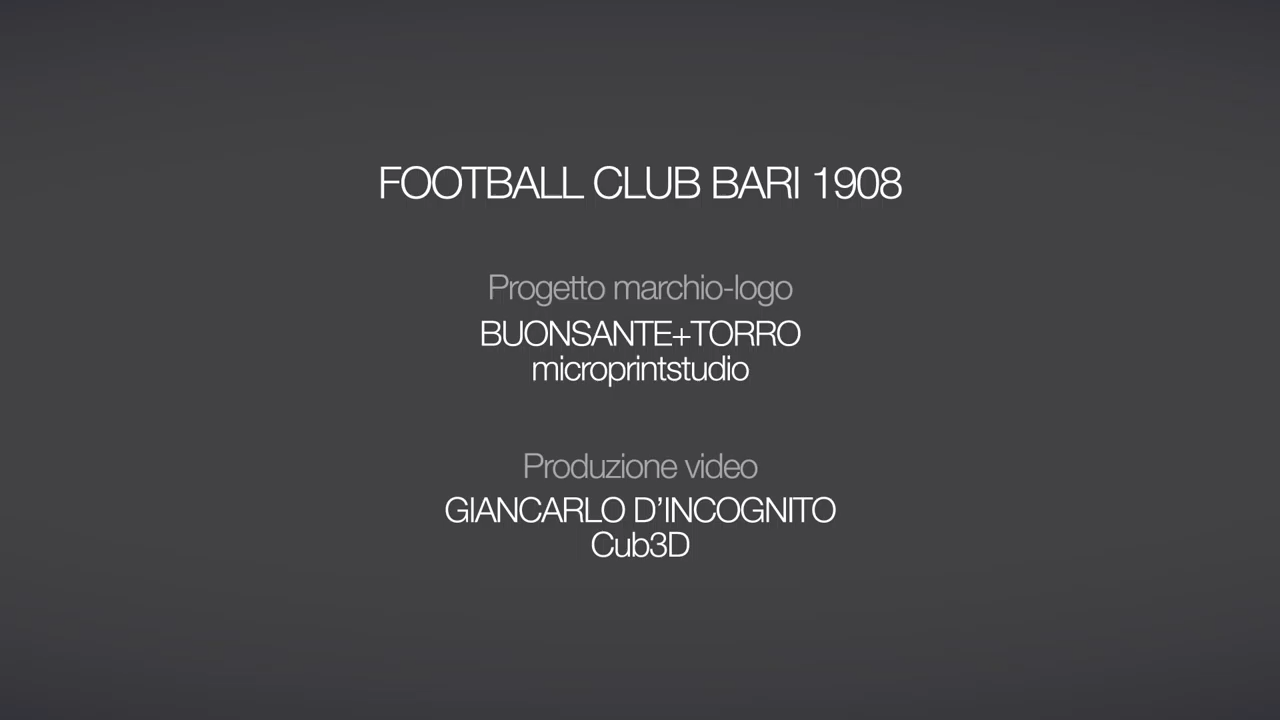 FOOTBALL CLUB BARI 1908
Progetto marchio-logo
BUONSANTE+TORRO
microprintstudio
Produzione video
GIANCARLO D’INCOGNITO
Cub3D